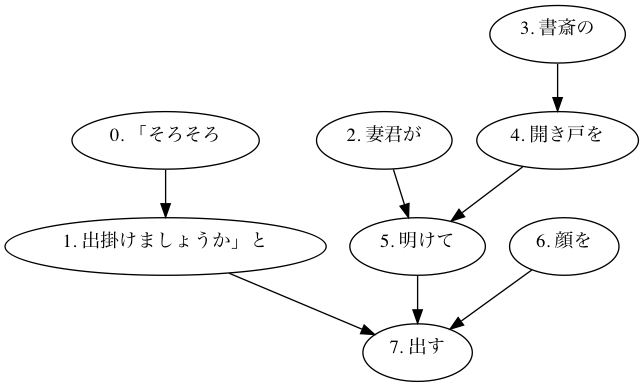 3. 書斎の
0. 「そろそろ
2. 妻君が
4. 開き戸を
1. 出掛けましょうか」と
5. 明けて
6. 顔を
7. 出す